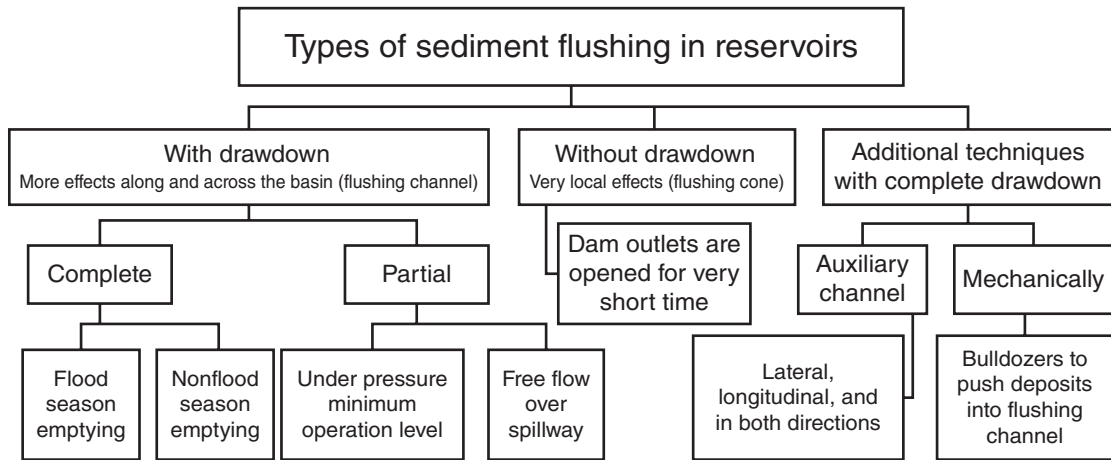 Types of sediment flushing in reservoirs
With drawdown
More effects along and across the basin (flushing channel)
Without drawdown
Very local effects (flushing cone)
Additional techniques
with complete drawdown
Complete
Partial
Dam outlets are
opened for very
short time
Auxiliary
channel
Mechanically
Flood
season
emptying
Nonflood
season
emptying
Under pressure
minimum
operation level
Free flow
over
spillway
Lateral,
longitudinal, and
in both directions
Bulldozers to
push deposits
into flushing
channel